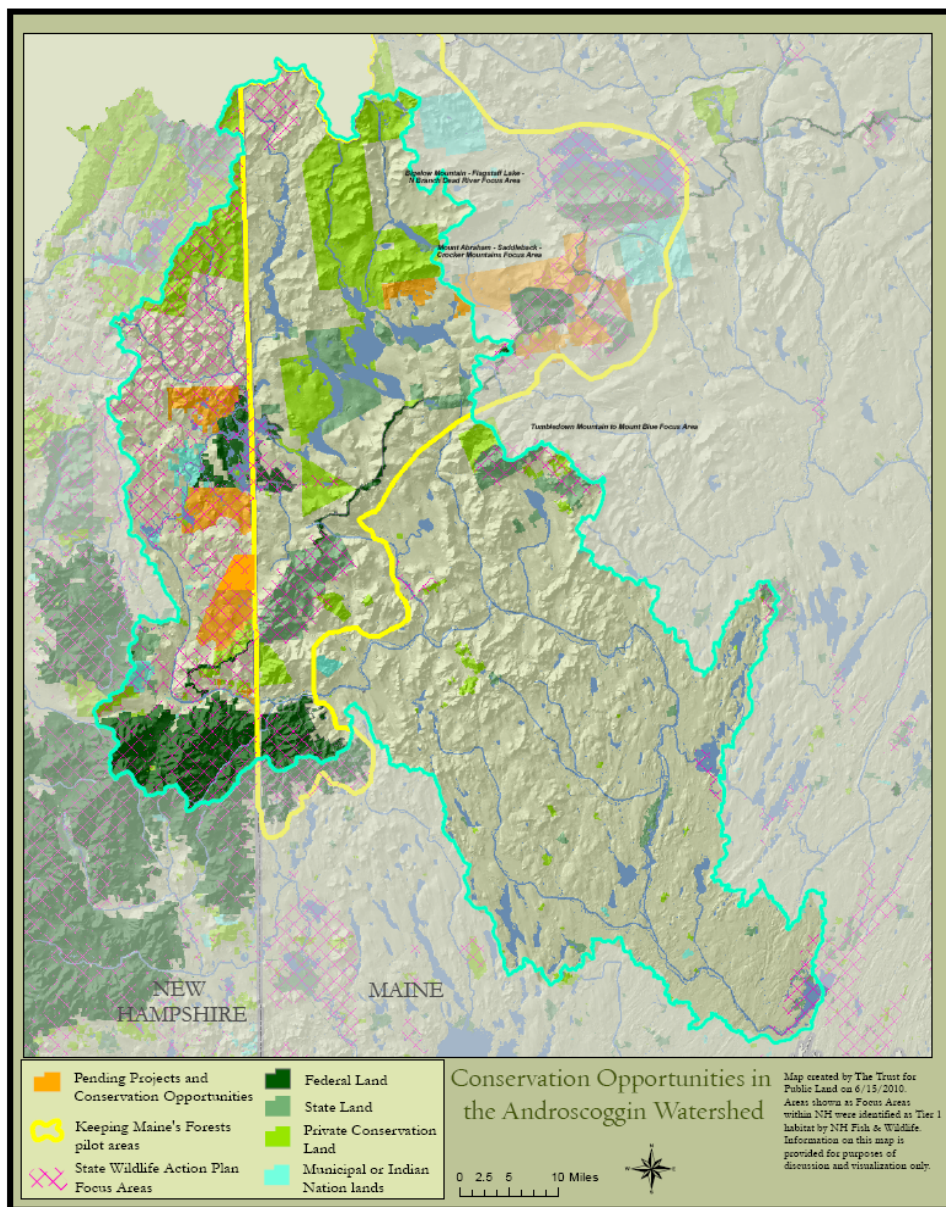 Bigelow Mountain - Flagstaff Lake -
N Branch Dead River Focus Area
Mount Abraham - Saddleback -
Crocker Mountains Focus Area
Tumbledown Mountain to Mount Blue Focus Area
NEW
HAMPSHIRE
MAINE
Pending Projects and
Conservation Opportunities
Keeping Maine's Forests
pilot areas
State Wildlife Action Plan
Focus Areas
Federal Land
State Land
Private Conservation
Land
Municipal or Indian
Nation lands
Conservation Opportunities in
the Androscoggin Watershed
0 2.5 5 10 Miles
N
W E
S
Map created by The Trust for
Public Land on 6/15/2010.
Areas shown as Focus Areas
within NH were identified as Tier 1
habitat by NH Fish & Wildlife.
Information on this map is
provided for purposes of
discussion and visualization only.